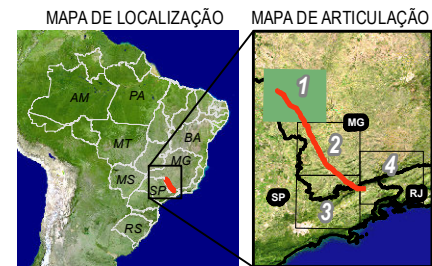 MAPA DE LOCALIZAÇÃO
MAPA DE ARTICULAÇÃO
AM
PA
MT
BA
MG
MS
SP
RS
1
MG
2
4
SP
3
RJ